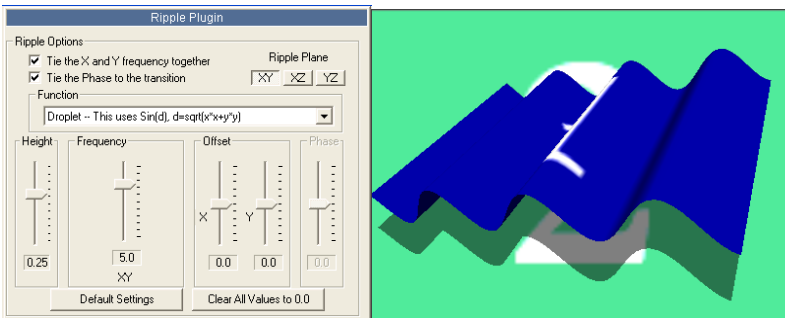 Ripple Plugin
Ripple Options
Tie the X and Y frequency together
Tie the Phase to the transition
Ripple Plane
XY XZ YZ
Function
Droplet -- This uses Sin(d), d=sqrt(x*x+y*y)
Height Frequency Offset Phase
X Y
0.25 5.0 0.0 0.0 0.0
XY
Default Settings Clear All Values to 0.0